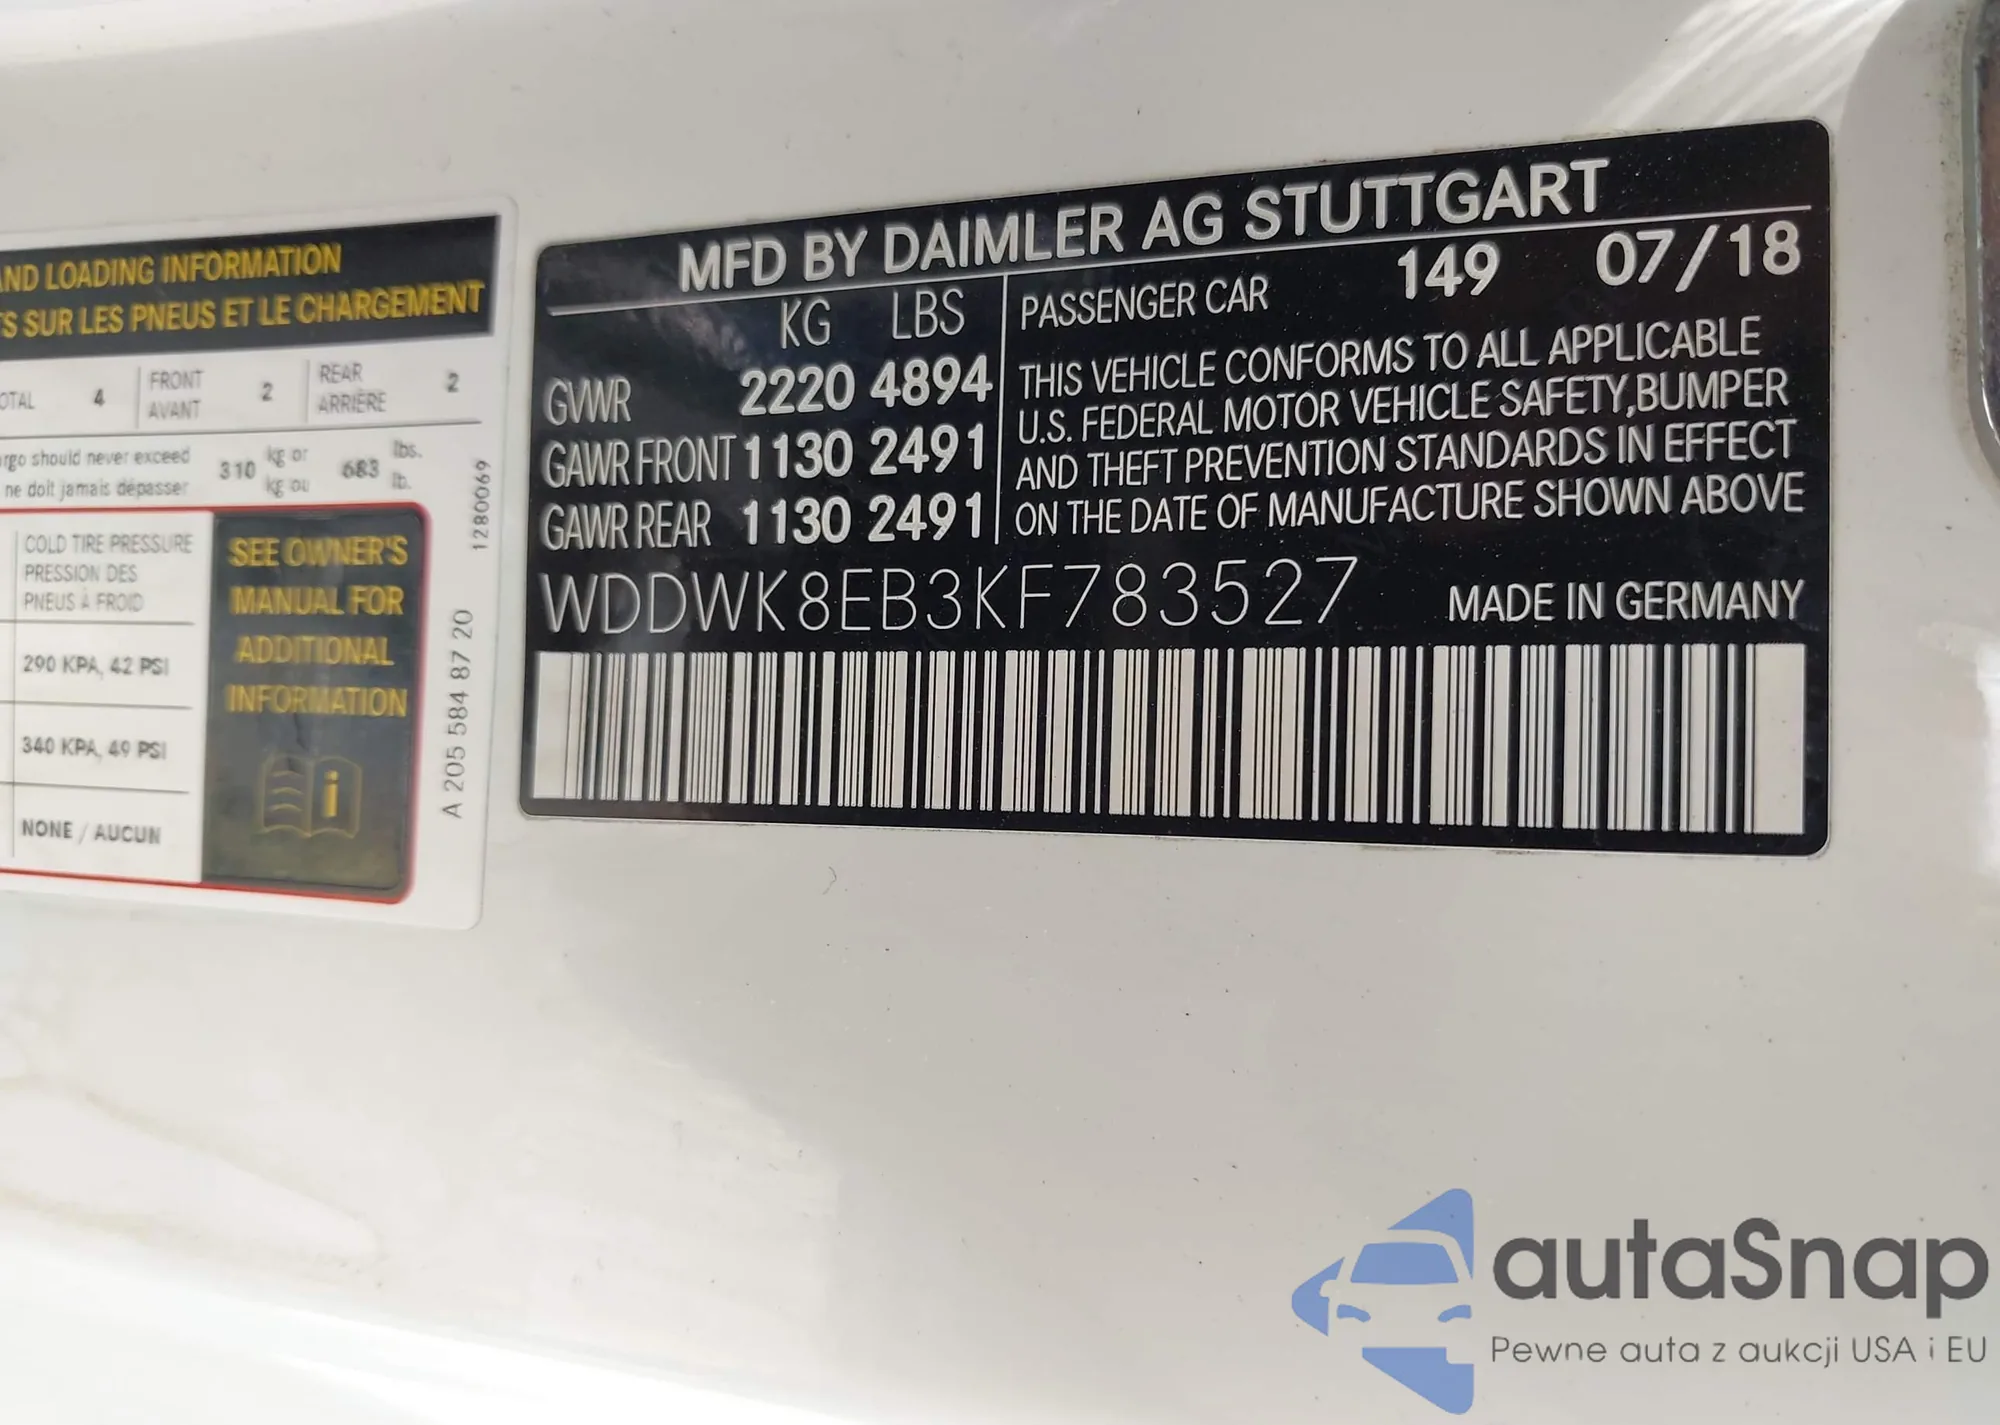 AND LOADING INFORMATION
SUR LES PNEUS ET LE CHARGEMENT
4
FRONT
AVANT
2
REAR
ARRIÈRE
2
should never exceed
ne doit jamais dépasser
310
kg or
kg ou
683
lbs.
lb.
COLD TIRE PRESSURE
PRESSION DES
PNEUS À FROID
290 KPA, 42 PSI
340 KPA, 49 PSI
NONE / AUCUN
SEE OWNER'S
MANUAL FOR
ADDITIONAL
INFORMATION
i
1280069
A 205 584 87 20
MFD BY DAIMLER AG STUTTGART
KG LBS
GVWR 2220 4894
GAWR FRONT 1130 2491
GAWR REAR 1130 2491
PASSENGER CAR 149 07/18
THIS VEHICLE CONFORMS TO ALL APPLICABLE
U.S. FEDERAL MOTOR VEHICLE SAFETY,BUMPER
AND THEFT PREVENTION STANDARDS IN EFFECT
ON THE DATE OF MANUFACTURE SHOWN ABOVE
WDDWK8EB3KF783527 MADE IN GERMANY
autaSnap
Pewne auta z aukcji USA i EU